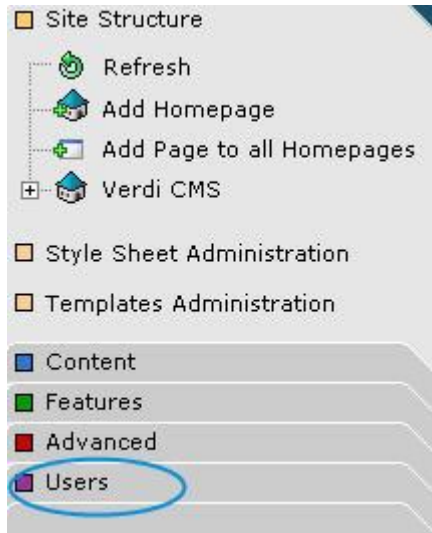 Site Structure
Refresh
Add Homepage
Add Page to all Homepages
Verdi CMS
Style Sheet Administration
Templates Administration
Content
Features
Advanced
Users